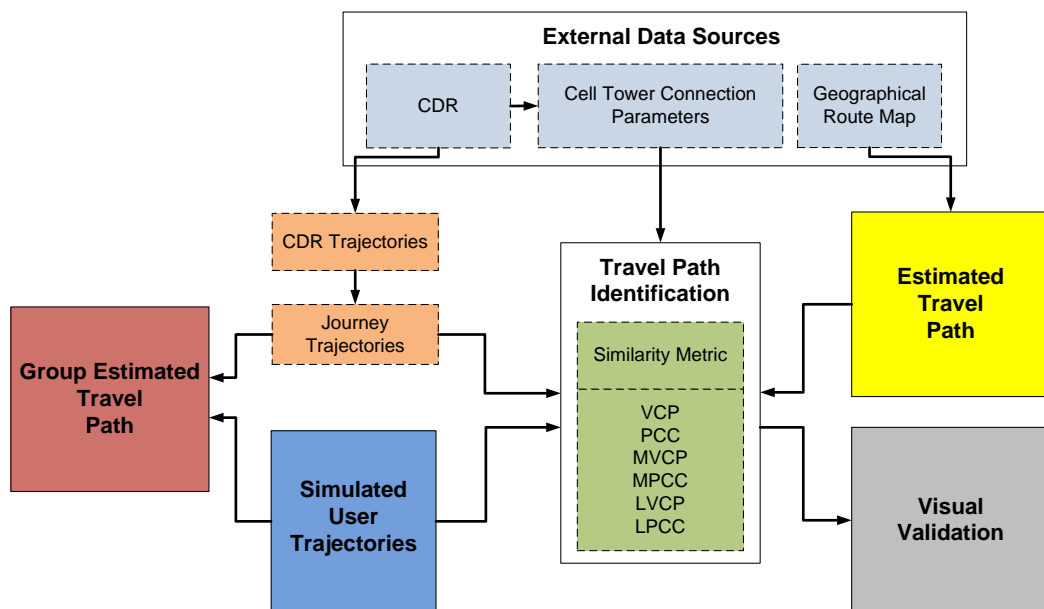 External Data Sources
CDR
Cell Tower Connection
Parameters
Geographical
Route Map
CDR Trajectories
Journey
Trajectories
Travel Path
Identification
Similarity Metric
VCP
PCC
MVCP
MPCC
LVCP
LPCC
Estimated
Travel
Path
Group Estimated
Travel
Path
Simulated
User
Trajectories
Visual
Validation